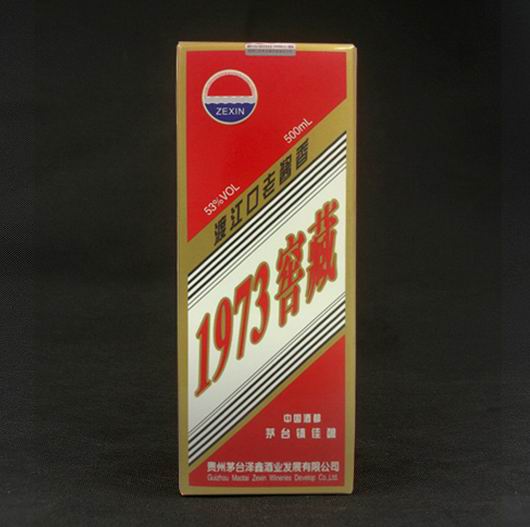 ZEXIN
500mL
53%VOL
渡江口老酱香
1973窖藏
中国酒都
茅台镇佳酿
贵州茅台泽鑫酒业发展有限公司
Guizhou Maotai Zexin Wineries Develop Co.,Ltd.